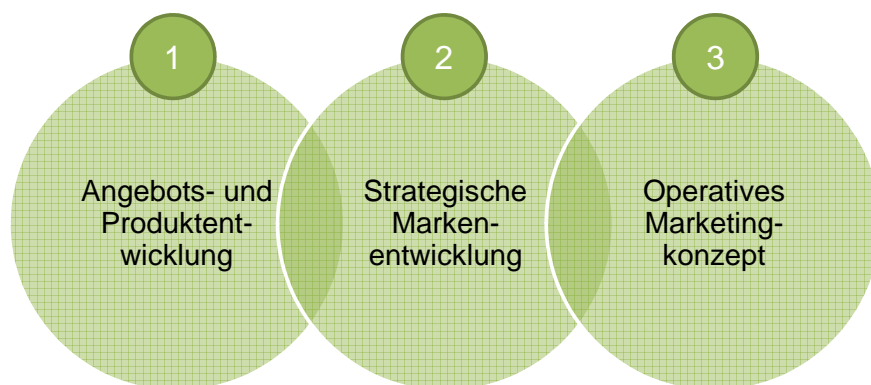 1
Angebots- und
Produktent-
wicklung
2
Strategische
Marken-
entwicklung
3
Operatives
Marketing-
konzept